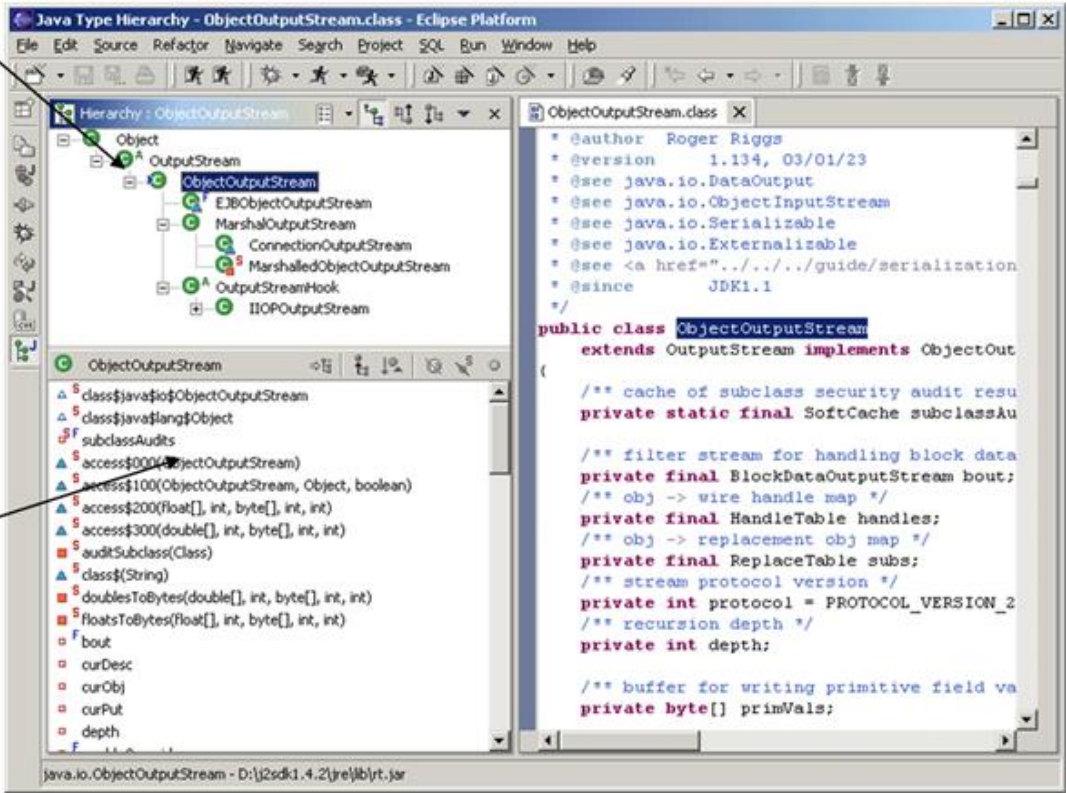 Java Type Hierarchy - ObjectOutputStream.class - Eclipse Platform
File Edit Source Refactor Navigate Search Project SQL Run Window Help
Hierarchy : ObjectOutputStream
Object
OutputStream
ObjectOutputStream
EJBObjectOutputStream
MarshalOutputStream
ConnectionOutputStream
MarshalledObjectOutputStream
OutputStreamHook
IIOPOutputStream
ObjectOutputStream
class$java$io$ObjectOutputStream
class$java$lang$Object
subclassAudits
access$000(ObjectOutputStream)
access$100(ObjectOutputStream, Object, boolean)
access$200(float[], int, byte[], int, int)
access$300(double[], int, byte[], int, int)
auditSubclass(Class)
class$(String)
doublesToBytes(double[], int, byte[], int, int)
floatsToBytes(float[], int, byte[], int, int)
bout
curDesc
curObj
curPut
depth
ObjectOutputStream.class
* @author Roger Riggs
* @version 1.134, 03/01/23
* @see java.io.DataOutput
* @see java.io.ObjectInputStream
* @see java.io.Serializable
* @see java.io.Externalizable
* @see <a href="../../../guide/serialization
* @since JDK1.1
*/
public class ObjectOutputStream
extends OutputStream implements ObjectOut
{
/** cache of subclass security audit resu
private static final SoftCache subclassAu
/** filter stream for handling block data
private final BlockDataOutputStream bout;
/** obj -> wire handle map */
private final HandleTable handles;
/** obj -> replacement obj map */
private final ReplaceTable subs;
/** stream protocol version */
private int protocol = PROTOCOL_VERSION_2
/** recursion depth */
private int depth;
/** buffer for writing primitive field va
private byte[] primVals;
java.io.ObjectOutputStream - D:\j2sdk1.4.2\jre\lib\rt.jar